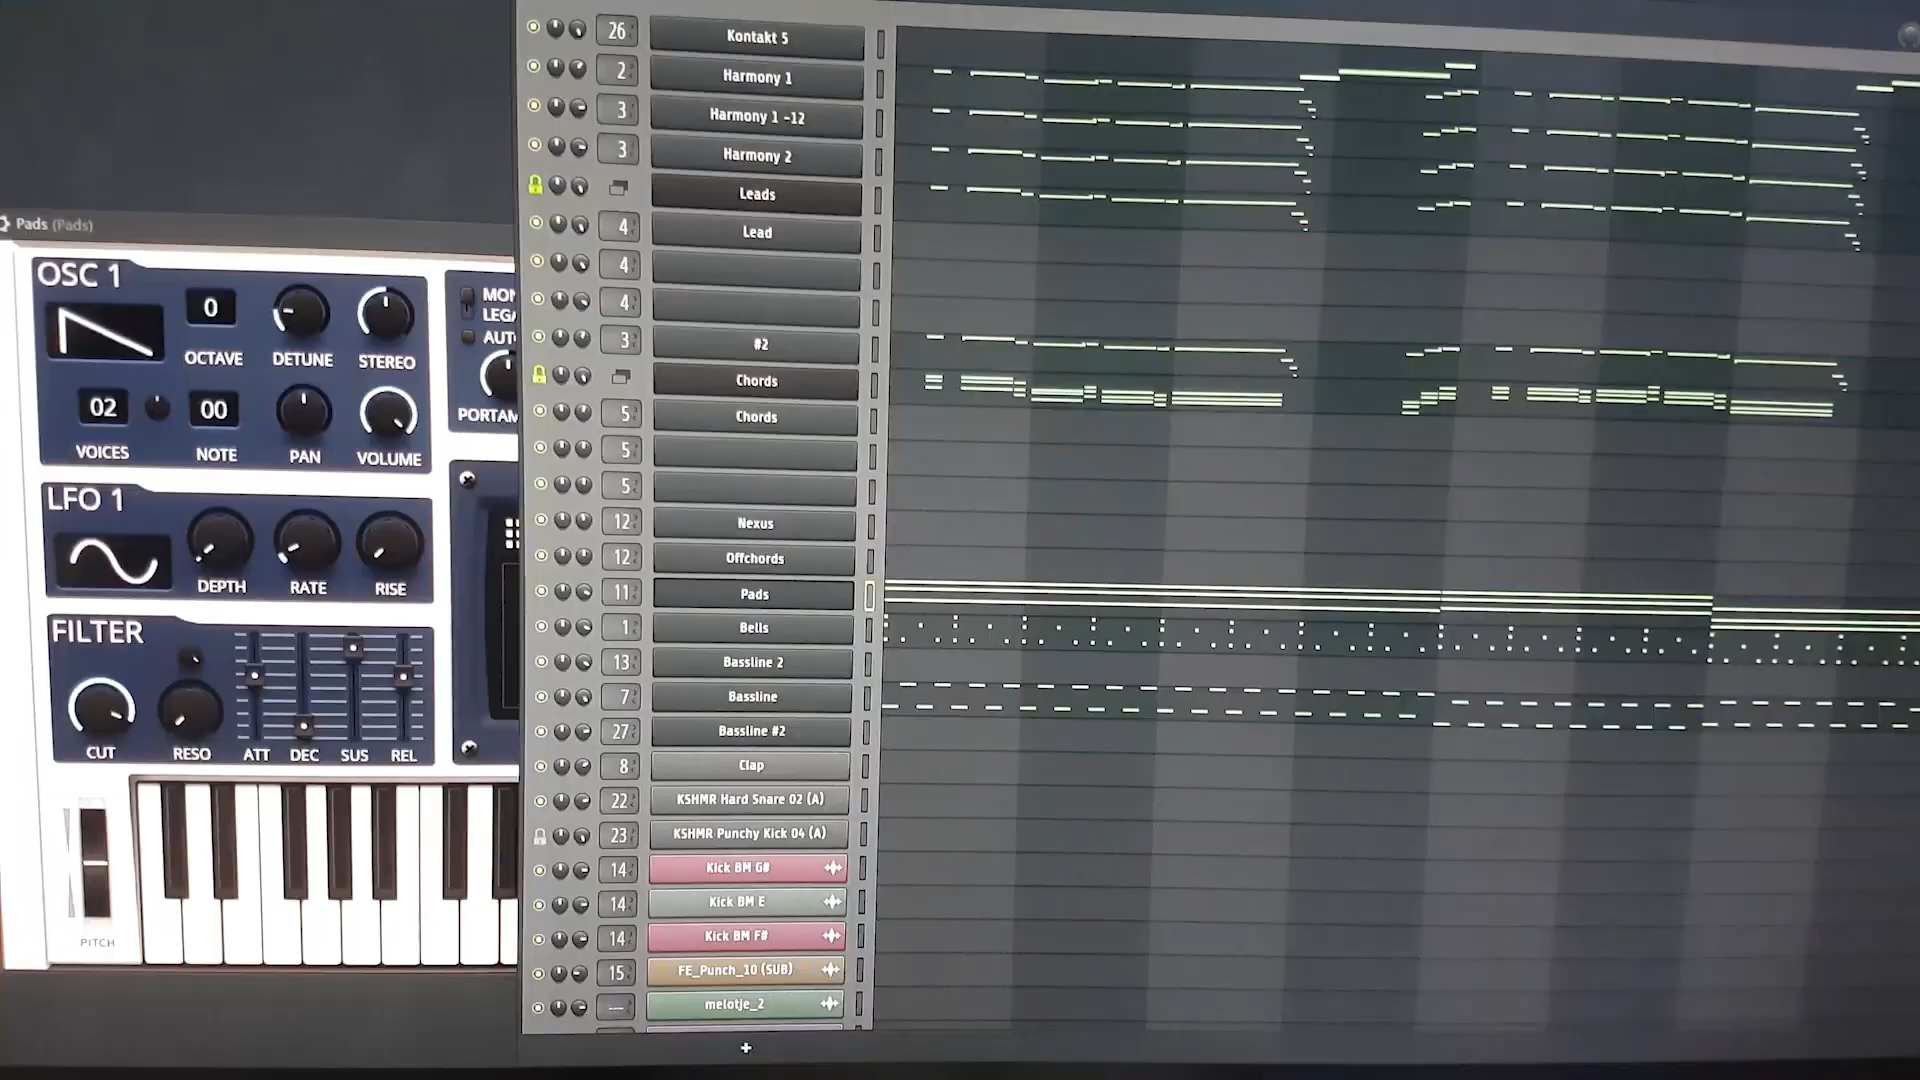 Pads (Pads)
OSC 1
0
OCTAVE
DETUNE
STEREO
02
00
VOICES
NOTE
PAN
VOLUME
MON
LEGA
AUTO
PORTAM
LFO 1
DEPTH
RATE
RISE
FILTER
CUT
RESO
ATT
DEC
SUS
REL
PITCH
26 Kontakt 5
2 Harmony 1
3 Harmony 1 -12
3 Harmony 2
Leads
4 Lead
4
4
3 #2
Chords
5 Chords
5
5
12 Nexus
12 Offchords
11 Pads
1 Bells
13 Bassline 2
7 Bassline
27 Bassline #2
8 Clap
22 KSHMR Hard Snare 02 (A)
23 KSHMR Punchy Kick 04 (A)
14 Kick BM G#
14 Kick BM E
14 Kick BM F#
15 FE_Punch_10 (SUB)
--- melotje_2
+